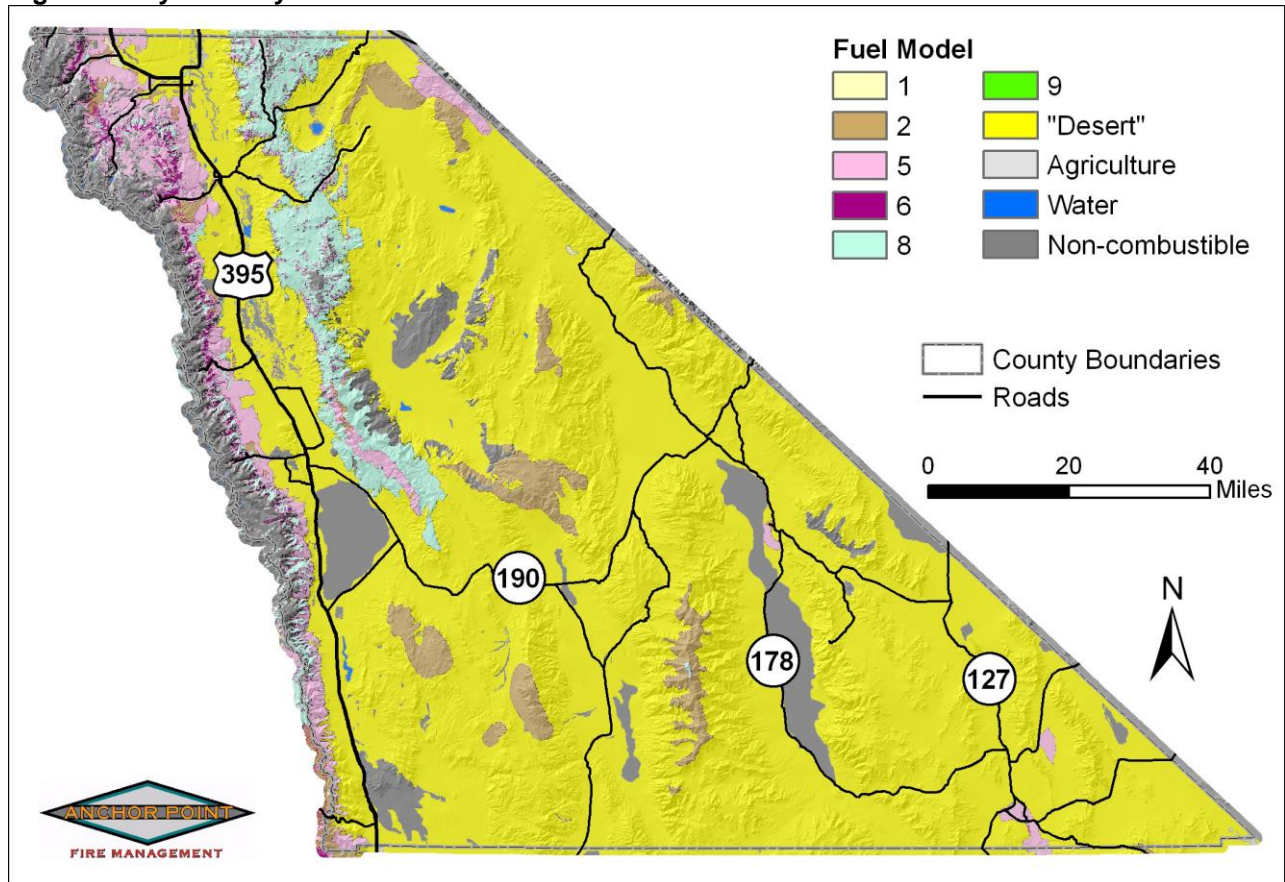 Fuel Model
1
2
5
6
8
9
"Desert"
Agriculture
Water
Non-combustible
County Boundaries
Roads
0 20 40
Miles
N
395
190
178
127
ANCHOR POINT
FIRE MANAGEMENT